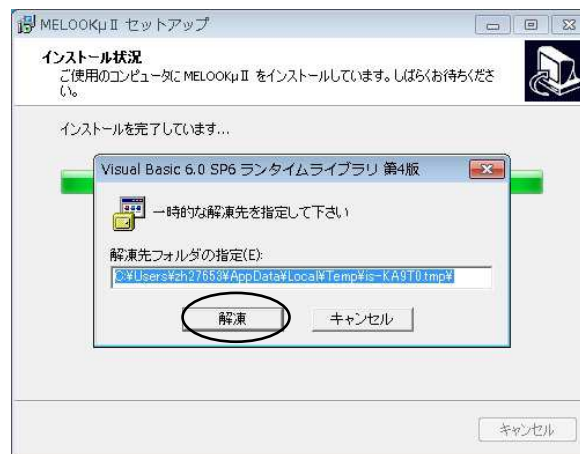 MELOOKμⅡ セットアップ
インストール状況
ご使用のコンピュータに MELOOKμⅡ をインストールしています。しばらくお待ちくださ
い。
インストールを完了しています...
Visual Basic 6.0 SP6 ランタイムライブラリ 第4版
一時的な解凍先を指定して下さい
解凍先フォルダの指定(E):
C:¥Users¥zh27653¥AppData¥Local¥Temp¥is-KA9T0.tmp¥
解凍
キャンセル
キャンセル